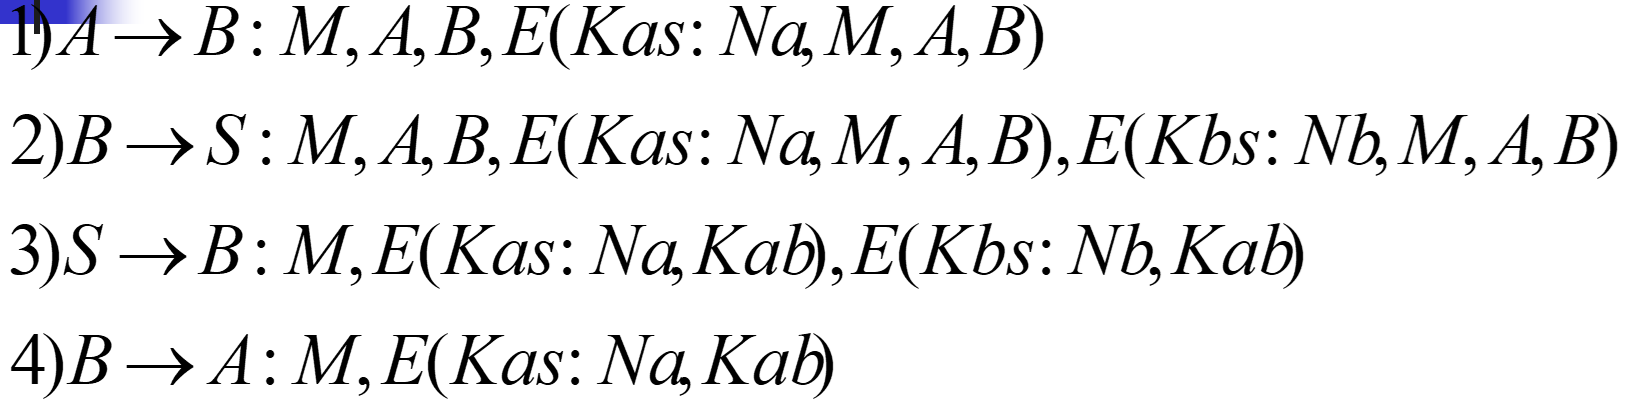 1)A → B : M, A, B, E(Kas : Na, M, A, B)
2)B → S : M, A, B, E(Kas : Na, M, A, B), E(Kbs : Nb, M, A, B)
3)S → B : M, E(Kas : Na, Kab), E(Kbs : Nb, Kab)
4)B → A : M, E(Kas : Na, Kab)